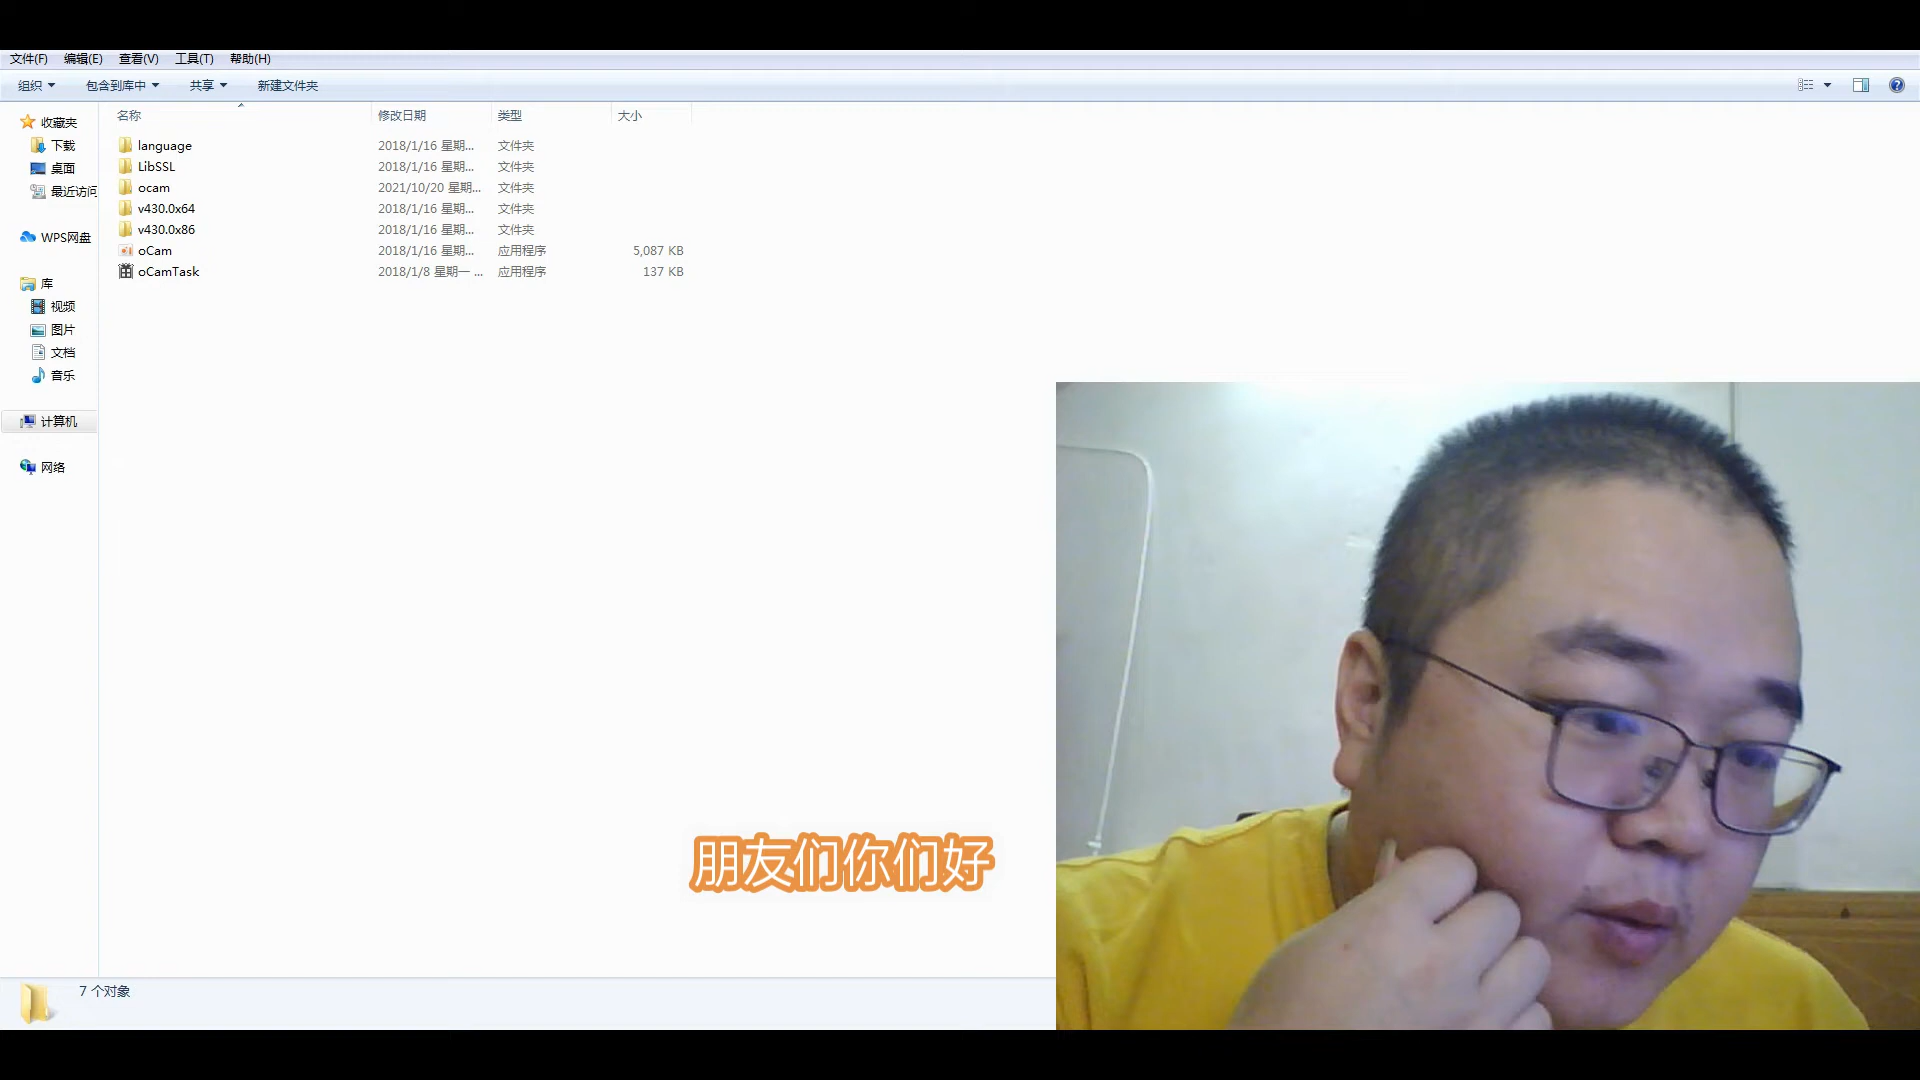 文件(F) 编辑(E) 查看(V) 工具(T) 帮助(H)
组织 包含到库中 共享 新建文件夹
名称 修改日期 类型 大小
收藏夹
下载
桌面
最近访问
WPS网盘
库
视频
图片
文档
音乐
计算机
网络
language 2018/1/16 星期... 文件夹
LibSSL 2018/1/16 星期... 文件夹
ocam 2021/10/20 星期... 文件夹
v430.0x64 2018/1/16 星期... 文件夹
v430.0x86 2018/1/16 星期... 文件夹
oCam 2018/1/16 星期... 应用程序 5,087 KB
oCamTask 2018/1/8 星期一 ... 应用程序 137 KB
朋友们你们好
7 个对象